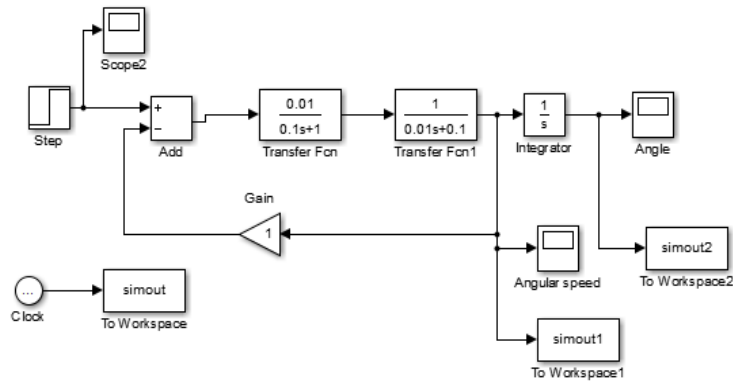 Scope2
Step
+
−
Add
0.01
0.1s+1
Transfer Fcn
1
0.01s+0.1
Transfer Fcn1
1
s
Integrator
Angle
Gain
1
Angular speed
simout2
To Workspace2
...
Clock
simout
To Workspace
simout1
To Workspace1